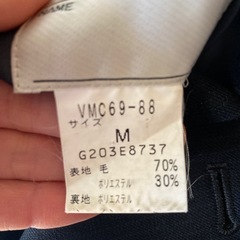 NAME
VMC69-88
サイズ
M
G203E8737
表地 毛 70%
ポリエステル 30%
裏地 ポリエステル